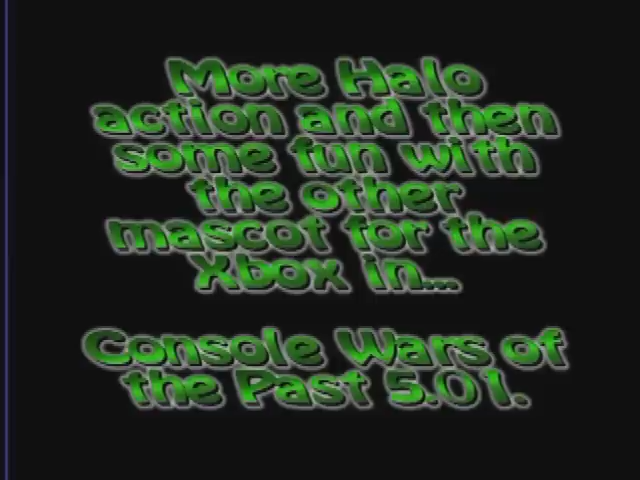 More Halo
action and then
some fun with
the other
mascot for the
Xbox in...
Console Wars of
the Past 5.01.